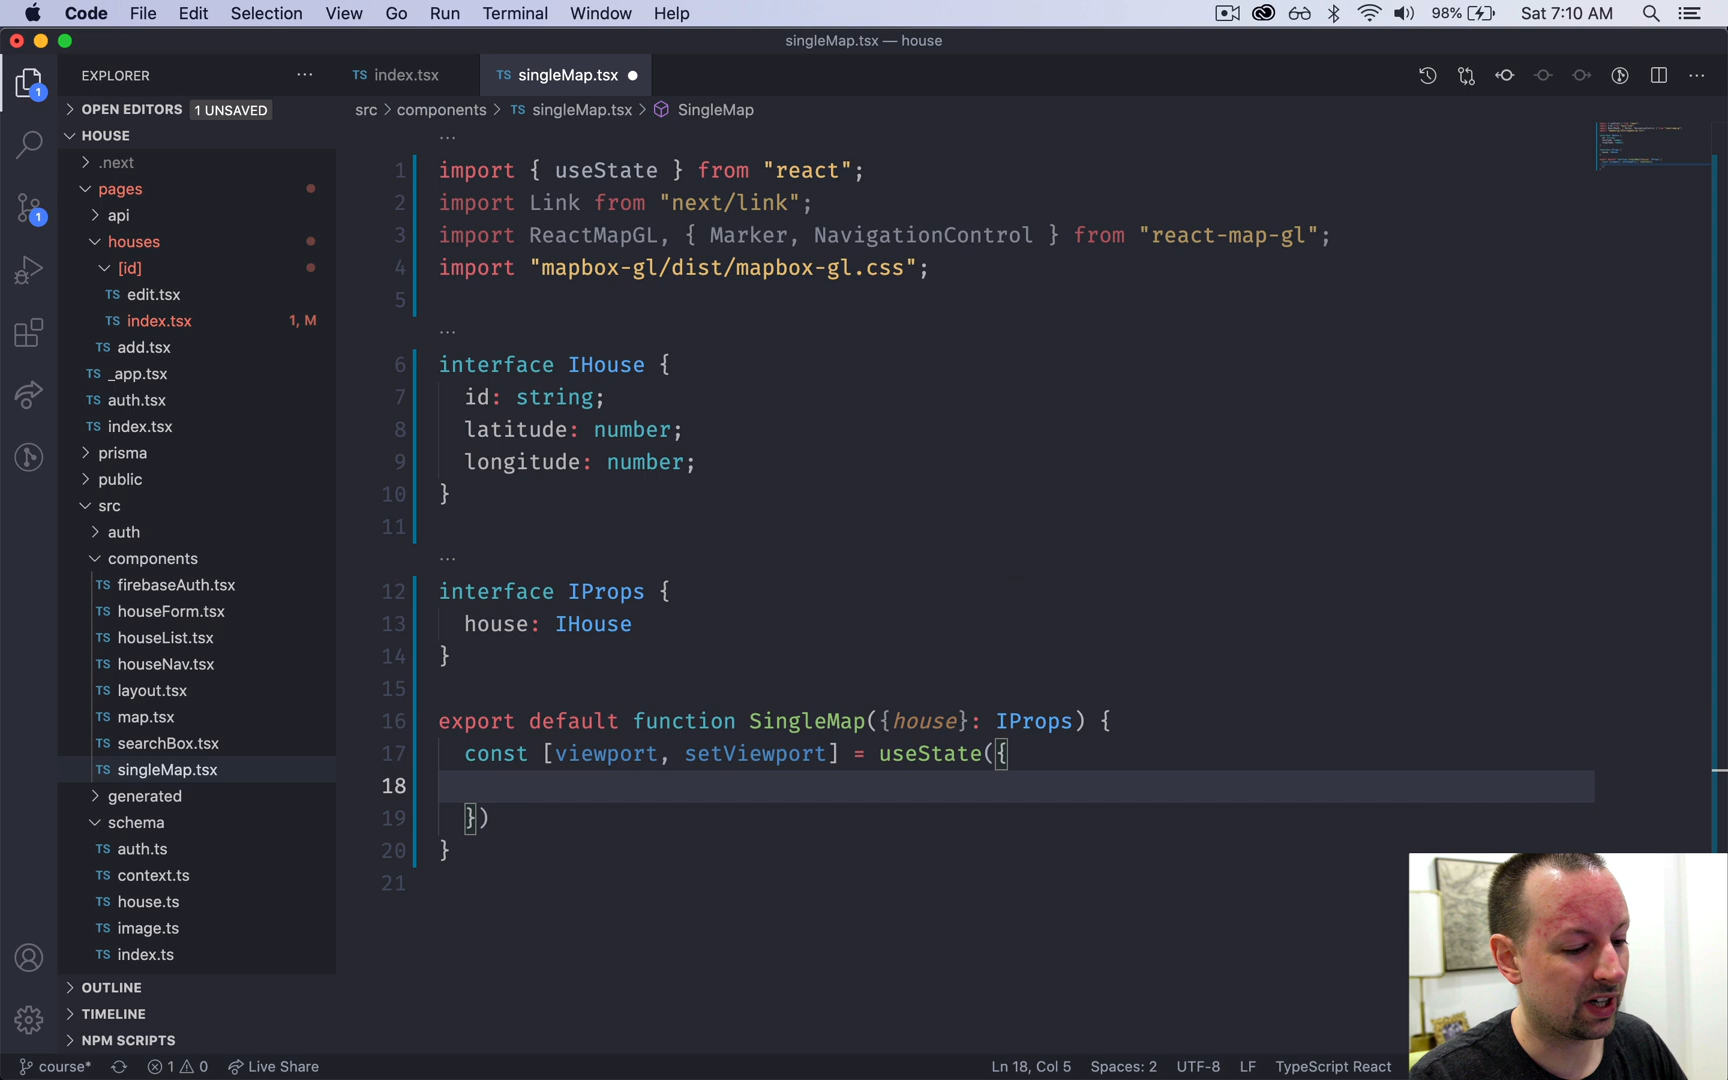 Code File Edit Selection View Go Run Terminal Window Help 98% Sat 7:10 AM
singleMap.tsx — house
EXPLORER ...
TS index.tsx TS singleMap.tsx
OPEN EDITORS 1 UNSAVED
src > components > TS singleMap.tsx > SingleMap
HOUSE
.next
pages
api
houses
[id]
TS edit.tsx
TS index.tsx 1, M
TS add.tsx
TS _app.tsx
TS auth.tsx
TS index.tsx
prisma
public
src
auth
components
TS firebaseAuth.tsx
TS houseForm.tsx
TS houseList.tsx
TS houseNav.tsx
TS layout.tsx
TS map.tsx
TS searchBox.tsx
TS singleMap.tsx
generated
schema
TS auth.ts
TS context.ts
TS house.ts
TS image.ts
TS index.ts
OUTLINE
TIMELINE
NPM SCRIPTS
1
1
...
1 import { useState } from "react";
2 import Link from "next/link";
3 import ReactMapGL, { Marker, NavigationControl } from "react-map-gl";
4 import "mapbox-gl/dist/mapbox-gl.css";
5
...
6 interface IHouse {
7 id: string;
8 latitude: number;
9 longitude: number;
10 }
11
...
12 interface IProps {
13 house: IHouse
14 }
15
16 export default function SingleMap({house}: IProps) {
17 const [viewport, setViewport] = useState({
18
19 })
20 }
21
course* 1 0 Live Share Ln 18, Col 5 Spaces: 2 UTF-8 LF TypeScript React